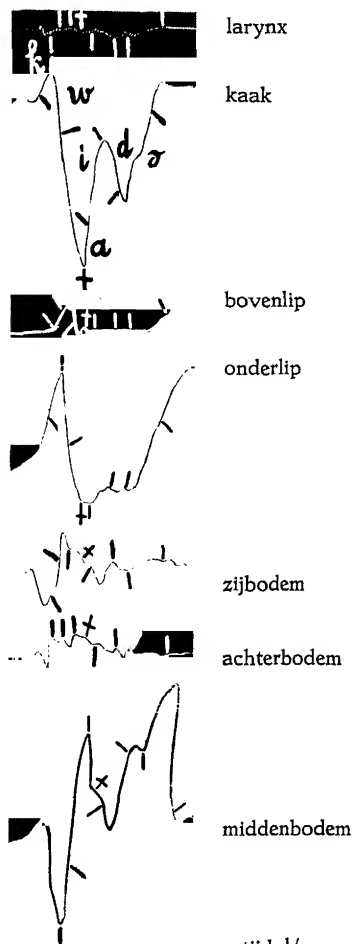 larynx
k
w
kaak
i
d
ə
a
bovenlip
onderlip
zijbodem
achterbodem
middenbodem